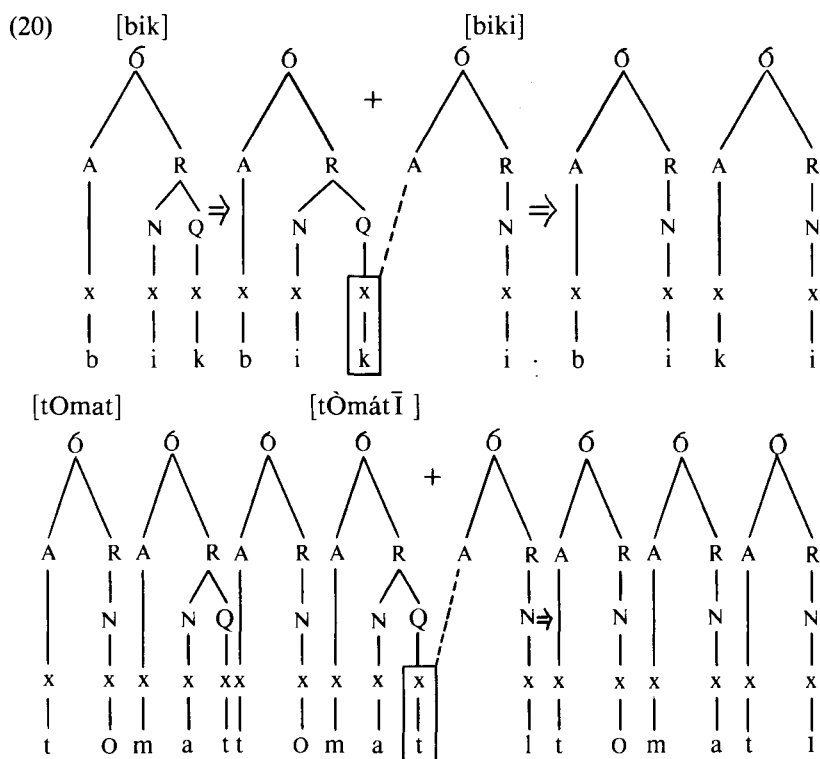 (20) [bik] [biki]
б б б б б
+
A R A R A R A R A R
⇒ ⇒
N Q N Q N N N
x x x x x x x x x x x
b i k b i k i : b i k i
[tOmat] [tÒmátĪ ]
б б б б б б б Q
+
A R A R A R A R A R A R A R A R
N N Q N N Q N⇒ N N N
x x x x xx x x x x x x x x x x x
t O m a tt O m a t l t O m a t I